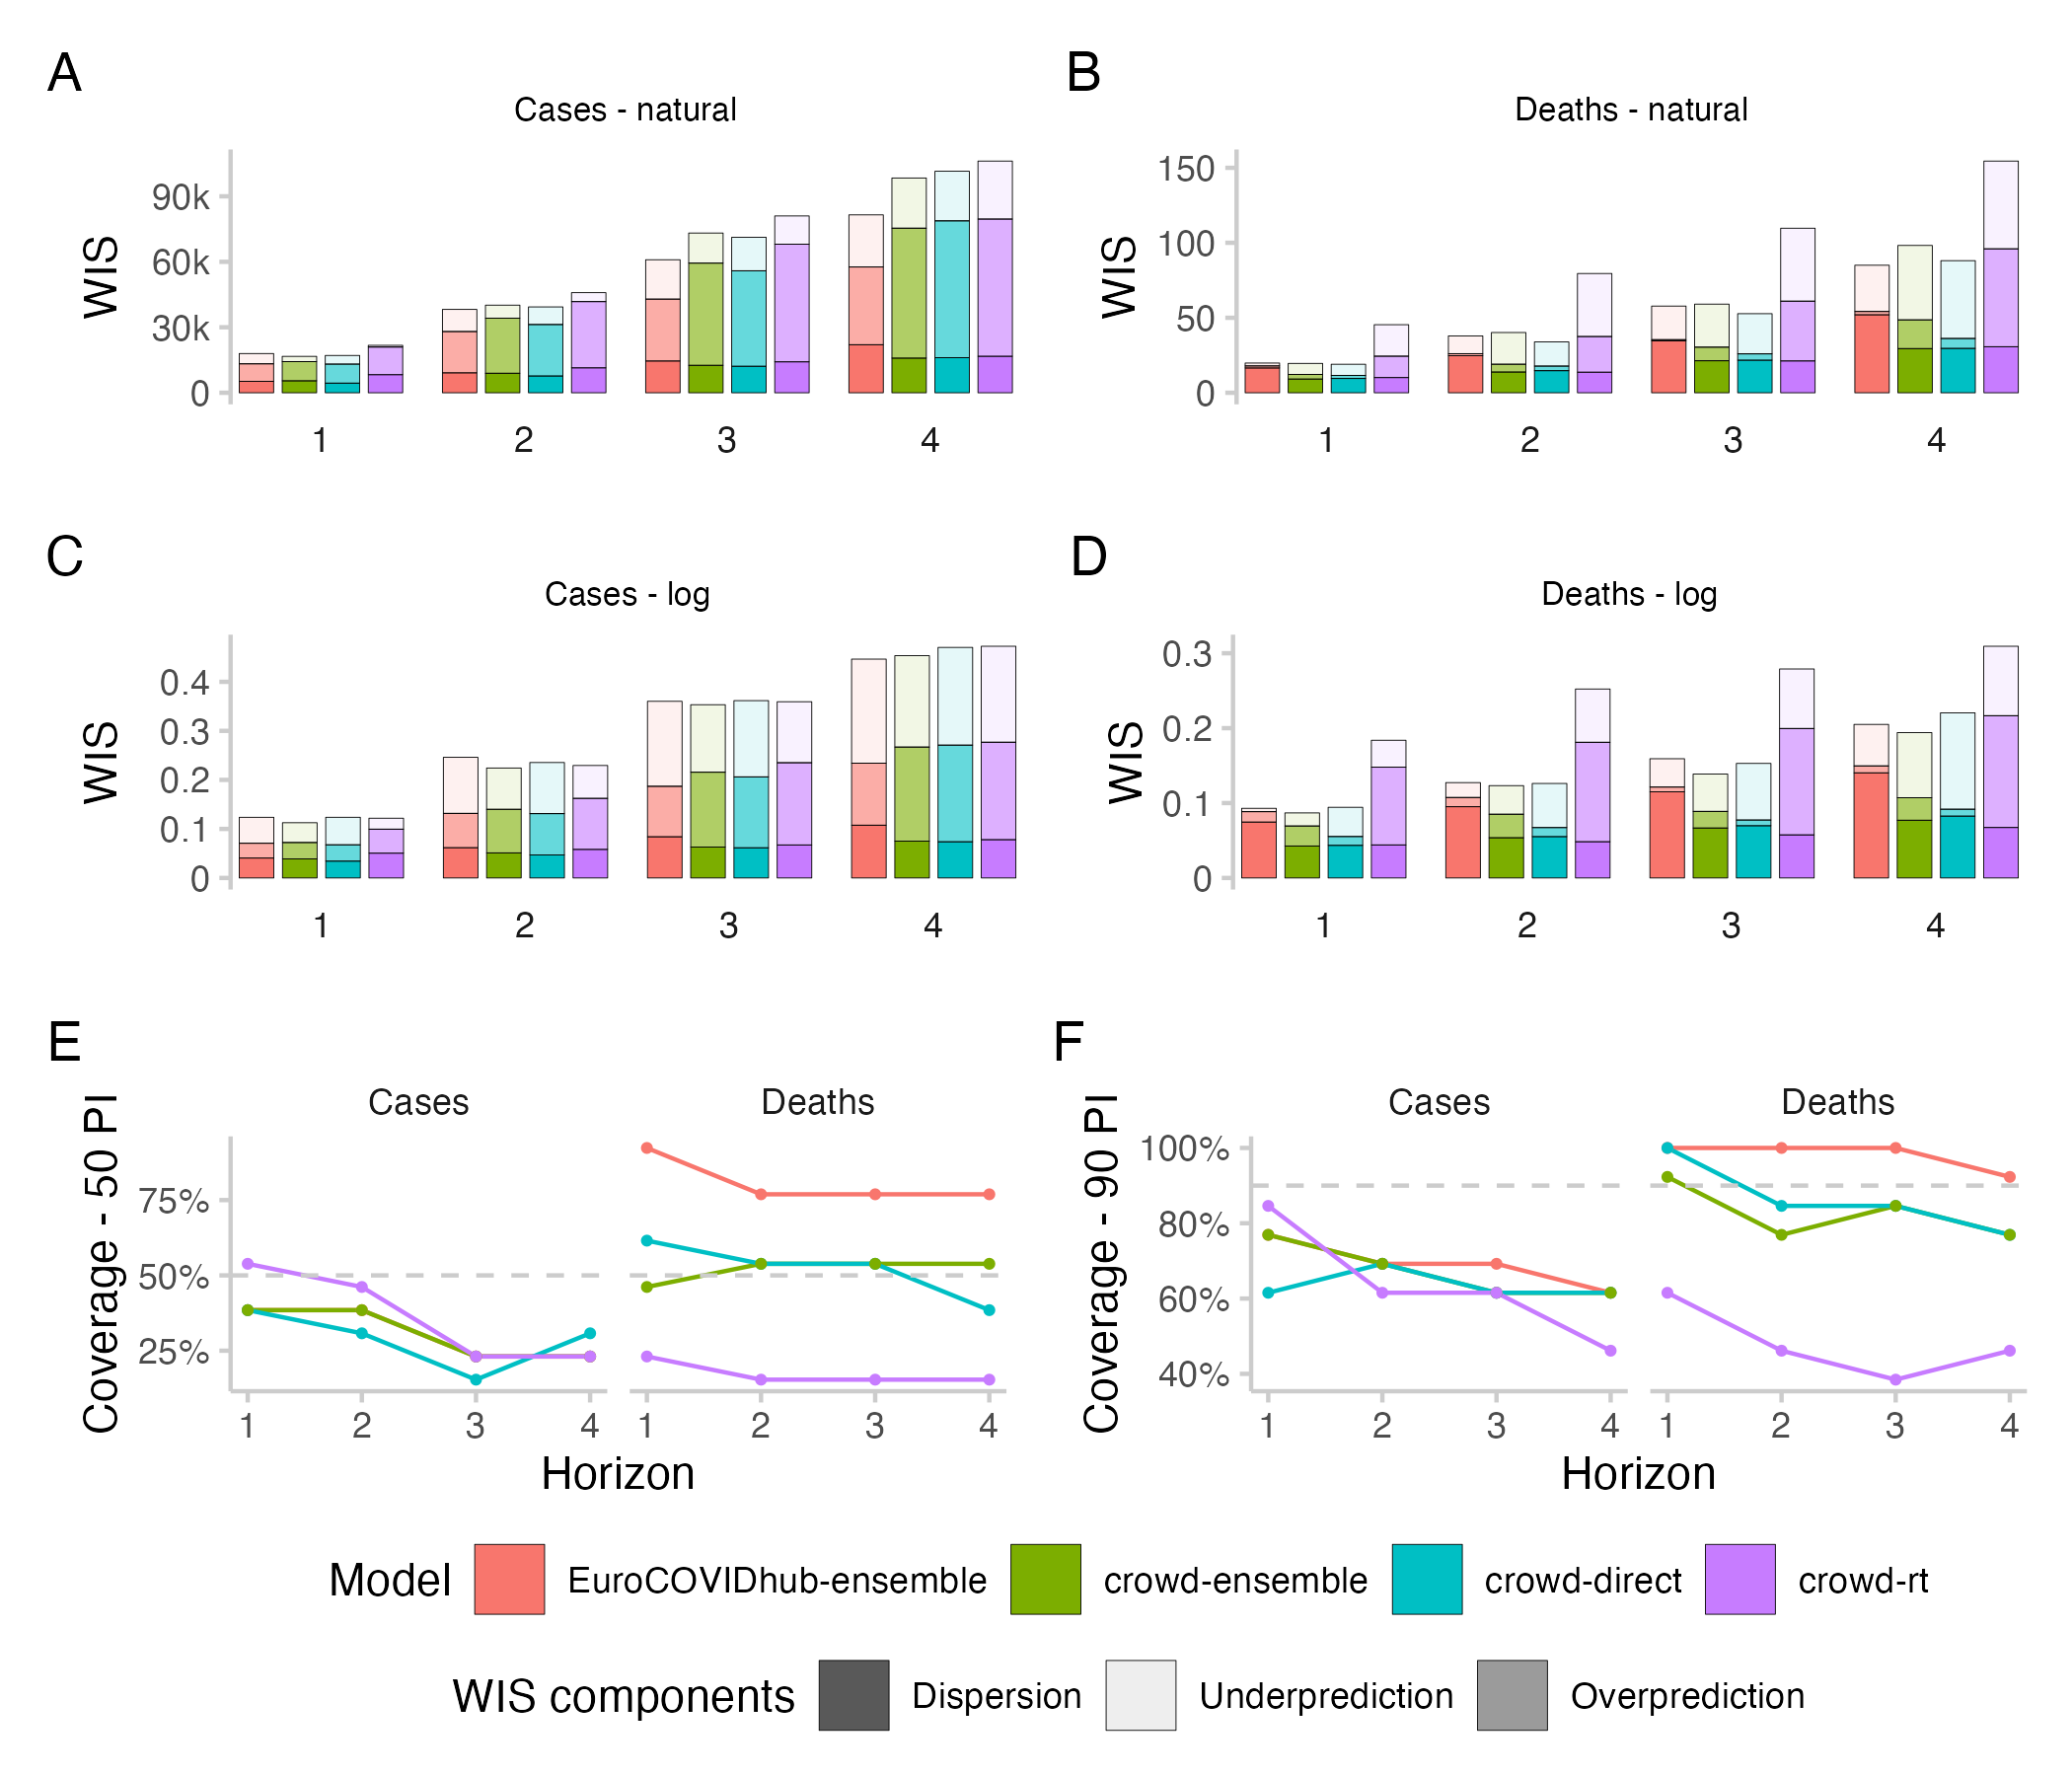 A
Cases - natural
WIS
90k
60k
30k
0
1 2 3 4
B
Deaths - natural
WIS
150
100
50
0
1 2 3 4
C
Cases - log
WIS
0.4
0.3
0.2
0.1
0
1 2 3 4
D
Deaths - log
WIS
0.3
0.2
0.1
0
1 2 3 4
E
Cases Deaths
Coverage - 50 PI
75%
50%
25%
1 2 3 4 1 2 3 4
Horizon
F
Cases Deaths
Coverage - 90 PI
100%
80%
60%
40%
1 2 3 4 1 2 3 4
Horizon
Model EuroCOVIDhub-ensemble crowd-ensemble crowd-direct crowd-rt
WIS components Dispersion Underprediction Overprediction